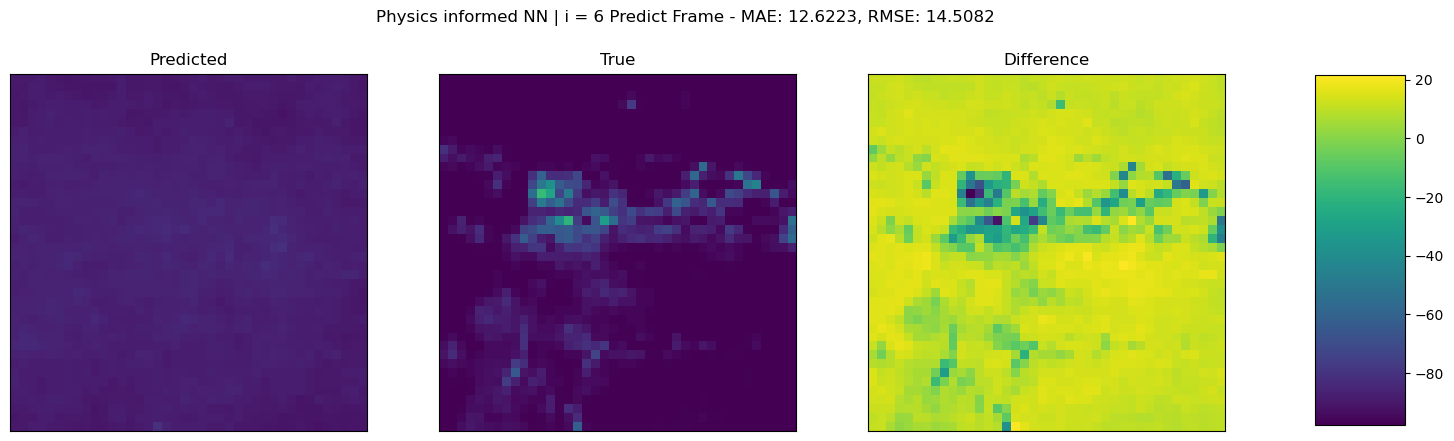 Physics informed NN | i = 6 Predict Frame - MAE: 12.6223, RMSE: 14.5082
Predicted
True
Difference
20
0
−20
−40
−60
−80